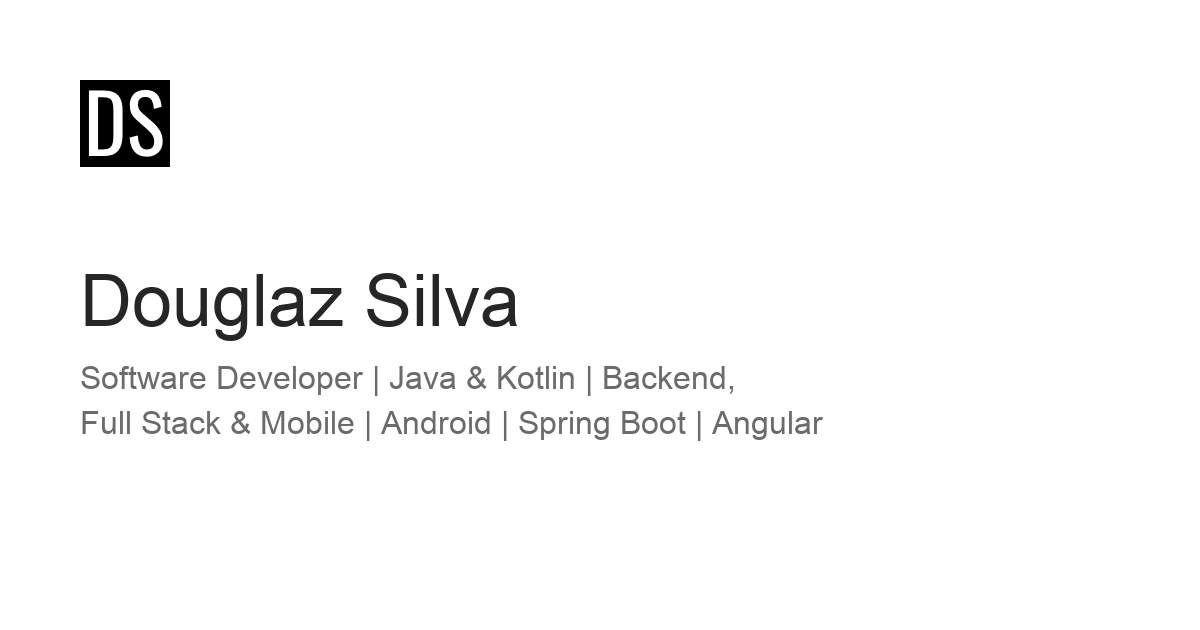 DS
Douglaz Silva
Software Developer | Java & Kotlin | Backend,
Full Stack & Mobile | Android | Spring Boot | Angular